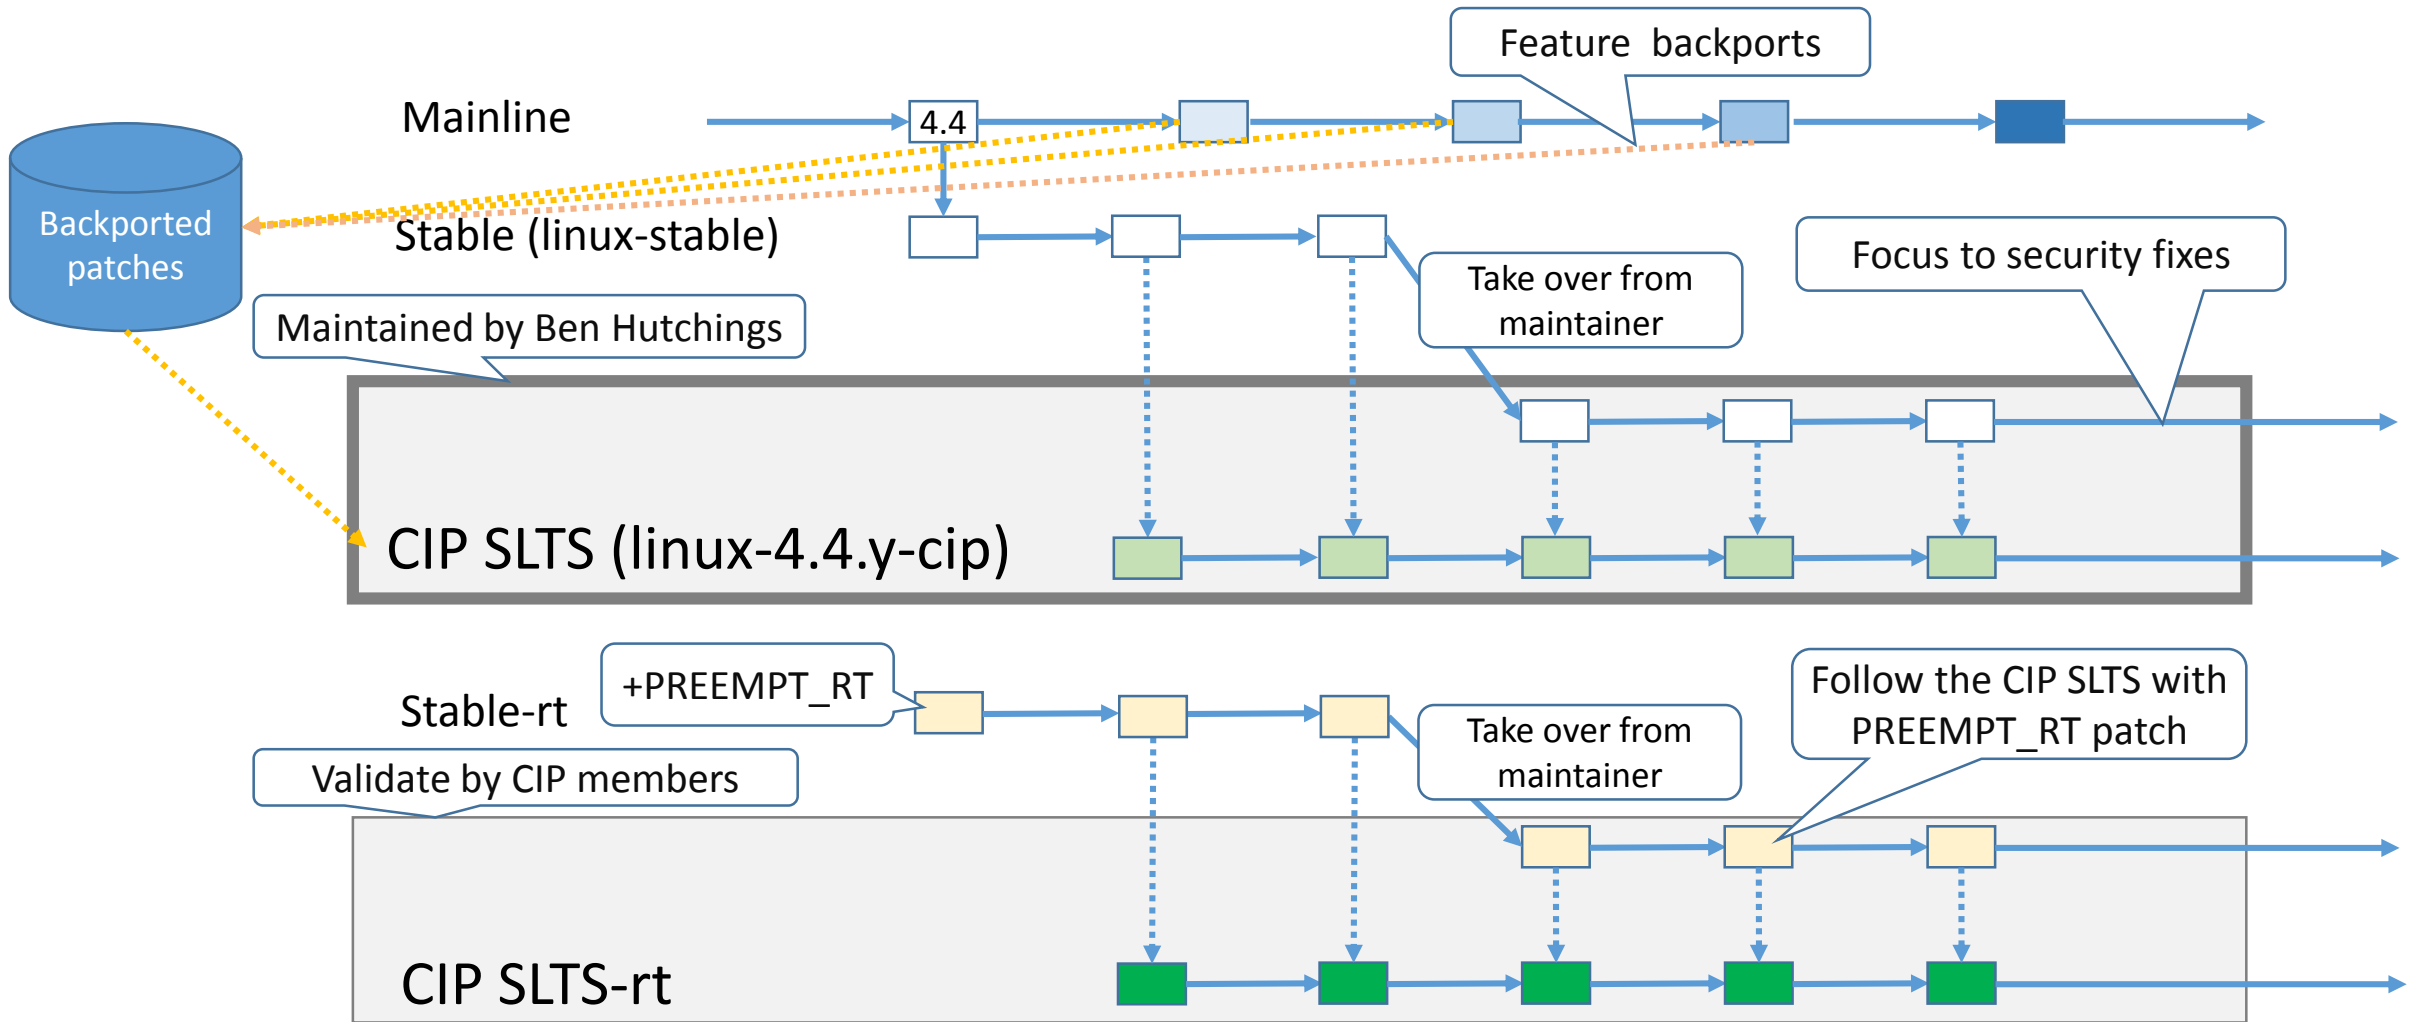 Feature backports
Mainline
4.4
Backported
patches
Stable (linux-stable)
Take over from
maintainer
Focus to security fixes
Maintained by Ben Hutchings
CIP SLTS (linux-4.4.y-cip)
+PREEMPT_RT
Stable-rt
Take over from
maintainer
Follow the CIP SLTS with
PREEMPT_RT patch
Validate by CIP members
CIP SLTS-rt